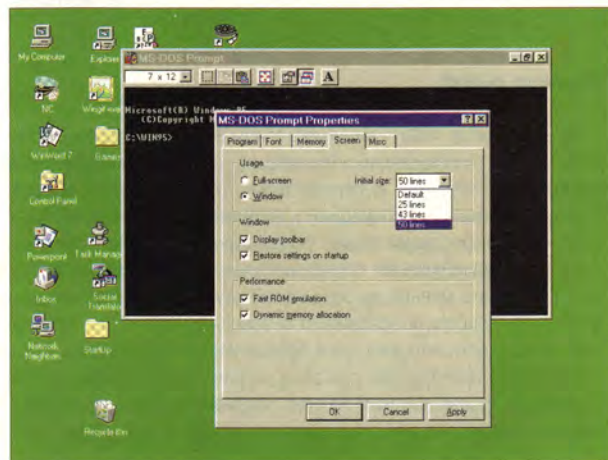 My Computer
Explorer
MS-DOS Prompt
7 x 12
A
NC
Microsoft(R) Windows 95
(C)Copyright M
C:\WIN95>
WinWord 7
Games
Control Panel
Powerpoint
Task Manag
Inbox
Network
StartUp
Recycle Bin
MS-DOS Prompt Properties
Program
Font
Memory
Screen
Misc
Usage
Full-screen
Window
Initial size:
50 lines
Default
25 lines
43 lines
50 lines
Window
Display toolbar
Restore settings on startup
Performance
Fast ROM emulation
Dynamic memory allocation
OK
Cancel
Apply